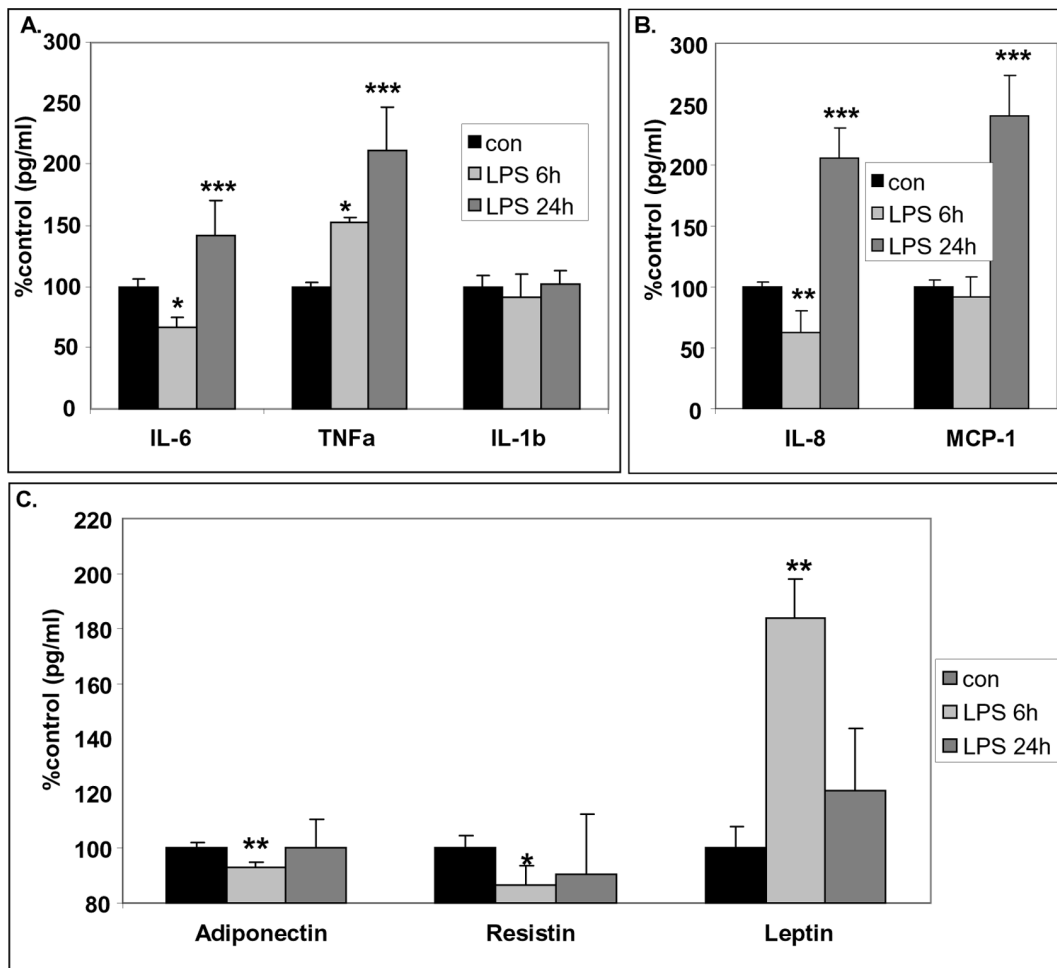 A.
%control (pg/ml)
300
250
200
150
100
50
0
*
***
*
***
con
LPS 6h
LPS 24h
IL-6 TNFa IL-1b
B.
%control (pg/ml)
300
250
200
150
100
50
0
**
***
***
con
LPS 6h
LPS 24h
IL-8 MCP-1
C.
%control (pg/ml)
220
200
180
160
140
120
100
80
**
*
**
con
LPS 6h
LPS 24h
Adiponectin Resistin Leptin